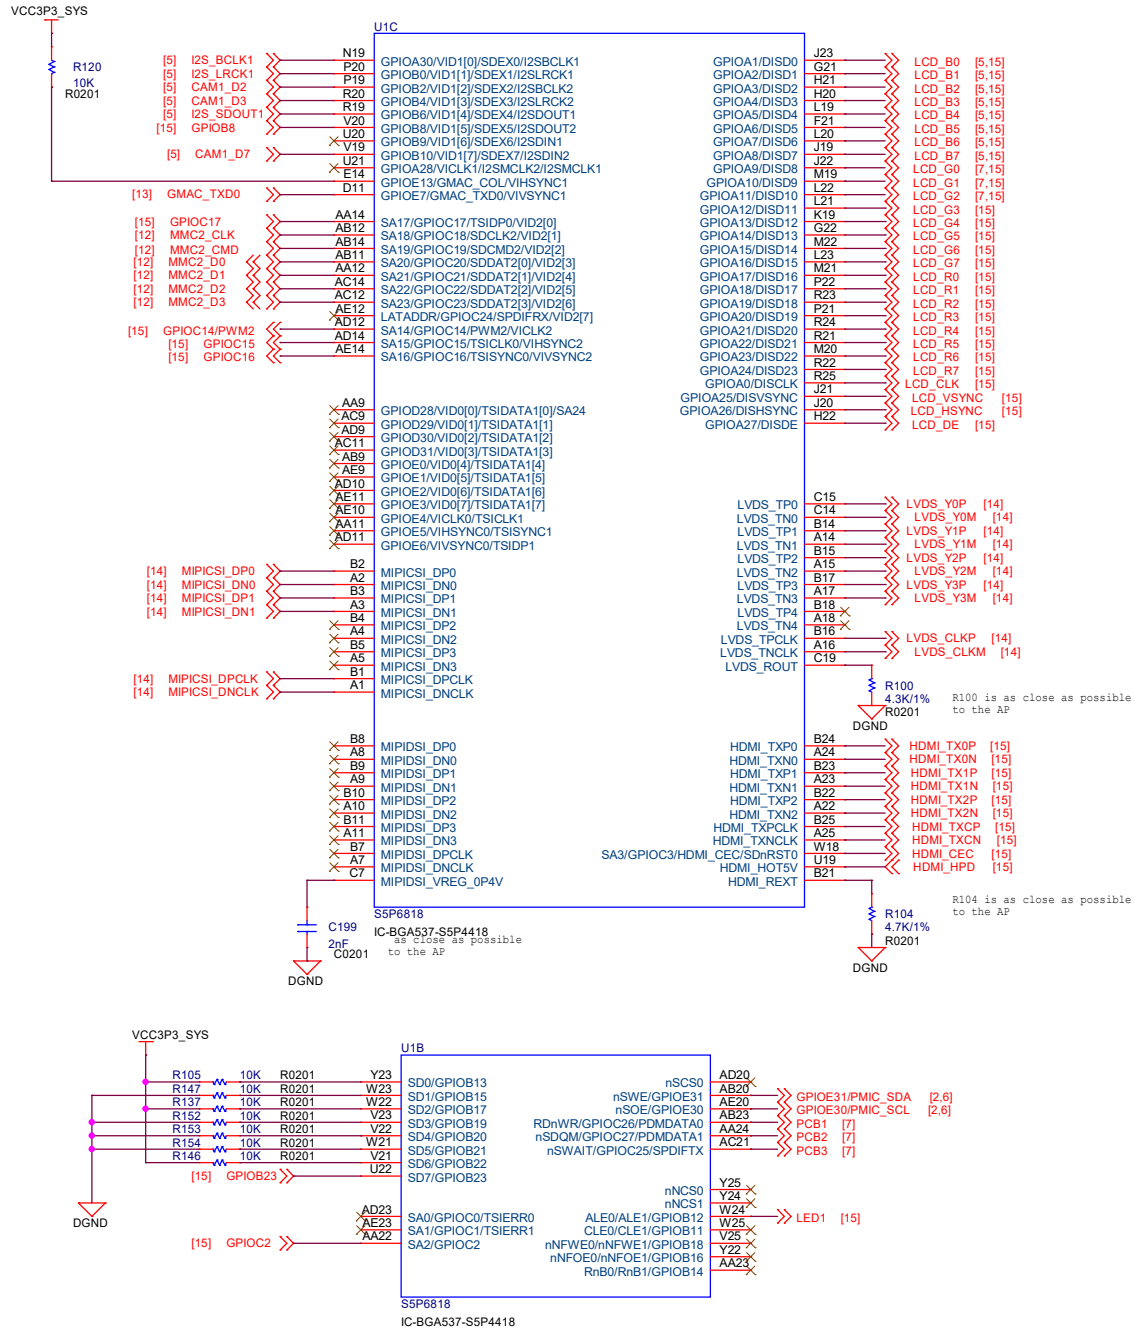 VCC3P3_SYS
R120
10K
R0201
U1C
[5] I2S_BCLK1 N19 GPIOA30/VID1[0]/SDEX0/I2SBCLK1
[5] I2S_LRCK1 P20 GPIOB0/VID1[1]/SDEX1/I2SLRCK1
[5] CAM1_D2 P19 GPIOB2/VID1[2]/SDEX2/I2SBCLK2
[5] CAM1_D3 R20 GPIOB4/VID1[3]/SDEX3/I2SLRCK2
[5] I2S_SDOUT1 R19 GPIOB6/VID1[4]/SDEX4/I2SDOUT1
[15] GPIOB8 V20 GPIOB8/VID1[5]/SDEX5/I2SDOUT2
U20 GPIOB9/VID1[6]/SDEX6/I2SDIN1
[5] CAM1_D7 V19 GPIOB10/VID1[7]/SDEX7/I2SDIN2
U21 GPIOA28/VICLK1/I2SMCLK2/I2SMCLK1
E14 GPIOE13/GMAC_COL/VIHSYNC1
[13] GMAC_TXD0 D11 GPIOE7/GMAC_TXD0/VIVSYNC1
[15] GPIOC17 AA14 SA17/GPIOC17/TSIDP0/VID2[0]
[12] MMC2_CLK AB12 SA18/GPIOC18/SDCLK2/VID2[1]
[12] MMC2_CMD AB14 SA19/GPIOC19/SDCMD2/VID2[2]
[12] MMC2_D0 AB11 SA20/GPIOC20/SDDAT2[0]/VID2[3]
[12] MMC2_D1 AA12 SA21/GPIOC21/SDDAT2[1]/VID2[4]
[12] MMC2_D2 AC14 SA22/GPIOC22/SDDAT2[2]/VID2[5]
[12] MMC2_D3 AC12 SA23/GPIOC23/SDDAT2[3]/VID2[6]
AE12 LATADDR/GPIOC24/SPDIFRX/VID2[7]
[15] GPIOC14/PWM2 AD12 SA14/GPIOC14/PWM2/VICLK2
[15] GPIOC15 AD14 SA15/GPIOC15/TSICLK0/VIHSYNC2
[15] GPIOC16 AE14 SA16/GPIOC16/TSISYNC0/VIVSYNC2
AA9 GPIOD28/VID0[0]/TSIDATA1[0]/SA24
AC9 GPIOD29/VID0[1]/TSIDATA1[1]
AD9 GPIOD30/VID0[2]/TSIDATA1[2]
AC11 GPIOD31/VID0[3]/TSIDATA1[3]
AB9 GPIOE0/VID0[4]/TSIDATA1[4]
AE9 GPIOE1/VID0[5]/TSIDATA1[5]
AD10 GPIOE2/VID0[6]/TSIDATA1[6]
AE11 GPIOE3/VID0[7]/TSIDATA1[7]
AE10 GPIOE4/VICLK0/TSICLK1
AA11 GPIOE5/VIHSYNC0/TSISYNC1
AD11 GPIOE6/VIVSYNC0/TSIDP1
[14] MIPICSI_DP0 B2 MIPICSI_DP0
[14] MIPICSI_DN0 A2 MIPICSI_DN0
[14] MIPICSI_DP1 B3 MIPICSI_DP1
[14] MIPICSI_DN1 A3 MIPICSI_DN1
B4 MIPICSI_DP2
A4 MIPICSI_DN2
B5 MIPICSI_DP3
A5 MIPICSI_DN3
[14] MIPICSI_DPCLK B1 MIPICSI_DPCLK
[14] MIPICSI_DNCLK A1 MIPICSI_DNCLK
B8 MIPIDSI_DP0
A8 MIPIDSI_DN0
B9 MIPIDSI_DP1
A9 MIPIDSI_DN1
B10 MIPIDSI_DP2
A10 MIPIDSI_DN2
B11 MIPIDSI_DP3
A11 MIPIDSI_DN3
B7 MIPIDSI_DPCLK
A7 MIPIDSI_DNCLK
C7 MIPIDSI_VREG_0P4V
GPIOA1/DISD0 J23 LCD_B0 [5,15]
GPIOA2/DISD1 G21 LCD_B1 [5,15]
GPIOA3/DISD2 H21 LCD_B2 [5,15]
GPIOA4/DISD3 H20 LCD_B3 [5,15]
GPIOA5/DISD4 L19 LCD_B4 [5,15]
GPIOA6/DISD5 F21 LCD_B5 [5,15]
GPIOA7/DISD6 L20 LCD_B6 [5,15]
GPIOA8/DISD7 J19 LCD_B7 [5,15]
GPIOA9/DISD8 J22 LCD_G0 [7,15]
GPIOA10/DISD9 M19 LCD_G1 [7,15]
GPIOA11/DISD10 L22 LCD_G2 [7,15]
GPIOA12/DISD11 L21 LCD_G3 [15]
GPIOA13/DISD12 K19 LCD_G4 [15]
GPIOA14/DISD13 G22 LCD_G5 [15]
GPIOA15/DISD14 M22 LCD_G6 [15]
GPIOA16/DISD15 L23 LCD_G7 [15]
GPIOA17/DISD16 M21 LCD_R0 [15]
GPIOA18/DISD17 P22 LCD_R1 [15]
GPIOA19/DISD18 R23 LCD_R2 [15]
GPIOA20/DISD19 P21 LCD_R3 [15]
GPIOA21/DISD20 R24 LCD_R4 [15]
GPIOA22/DISD21 R21 LCD_R5 [15]
GPIOA23/DISD22 M20 LCD_R6 [15]
GPIOA24/DISD23 R22 LCD_R7 [15]
GPIOA0/DISCLK R25 LCD_CLK [15]
GPIOA25/DISVSYNC J21 LCD_VSYNC [15]
GPIOA26/DISHSYNC J20 LCD_HSYNC [15]
GPIOA27/DISDE H22 LCD_DE [15]
LVDS_TP0 C15 LVDS_Y0P [14]
LVDS_TN0 C14 LVDS_Y0M [14]
LVDS_TP1 B14 LVDS_Y1P [14]
LVDS_TN1 A14 LVDS_Y1M [14]
LVDS_TP2 B15 LVDS_Y2P [14]
LVDS_TN2 A15 LVDS_Y2M [14]
LVDS_TP3 B17 LVDS_Y3P [14]
LVDS_TN3 A17 LVDS_Y3M [14]
LVDS_TP4 B18
LVDS_TN4 A18
LVDS_TPCLK B16 LVDS_CLKP [14]
LVDS_TNCLK A16 LVDS_CLKM [14]
LVDS_ROUT C19
R100
4.3K/1%
R0201
DGND
R100 is as close as possible
to the AP
HDMI_TXP0 B24 HDMI_TX0P [15]
HDMI_TXN0 A24 HDMI_TX0N [15]
HDMI_TXP1 B23 HDMI_TX1P [15]
HDMI_TXN1 A23 HDMI_TX1N [15]
HDMI_TXP2 B22 HDMI_TX2P [15]
HDMI_TXN2 A22 HDMI_TX2N [15]
HDMI_TXPCLK B25 HDMI_TXCP [15]
HDMI_TXNCLK A25 HDMI_TXCN [15]
SA3/GPIOC3/HDMI_CEC/SDnRST0 W18 HDMI_CEC [15]
HDMI_HOT5V U19 HDMI_HPD [15]
HDMI_REXT B21
R104
4.7K/1%
R0201
DGND
R104 is as close as possible
to the AP
S5P6818
IC-BGA537-S5P4418
C199
2nF
C0201
as close as possible
to the AP
DGND
VCC3P3_SYS
U1B
R105 10K R0201 Y23 SD0/GPIOB13
R147 10K R0201 W23 SD1/GPIOB15
R137 10K R0201 W22 SD2/GPIOB17
R152 10K R0201 V23 SD3/GPIOB19
R153 10K R0201 V22 SD4/GPIOB20
R154 10K R0201 W21 SD5/GPIOB21
R146 10K R0201 V21 SD6/GPIOB22
[15] GPIOB23 U22 SD7/GPIOB23
DGND
AD23 SA0/GPIOC0/TSIERR0
AE23 SA1/GPIOC1/TSIERR1
[15] GPIOC2 AA22 SA2/GPIOC2
nSCS0 AD20
nSWE/GPIOE31 AB20 GPIOE31/PMIC_SDA [2,6]
nSOE/GPIOE30 AE20 GPIOE30/PMIC_SCL [2,6]
RDnWR/GPIOC26/PDMDATA0 AB23 PCB1 [7]
nSDQM/GPIOC27/PDMDATA1 AA24 PCB2 [7]
nSWAIT/GPIOC25/SPDIFTX AC21 PCB3 [7]
nNCS0 Y25
nNCS1 Y24
ALE0/ALE1/GPIOB12 W24 LED1 [15]
CLE0/CLE1/GPIOB11 W25
nNFWE0/nNFWE1/GPIOB18 V25
nNFOE0/nNFOE1/GPIOB16 Y22
RnB0/RnB1/GPIOB14 AA23
S5P6818
IC-BGA537-S5P4418